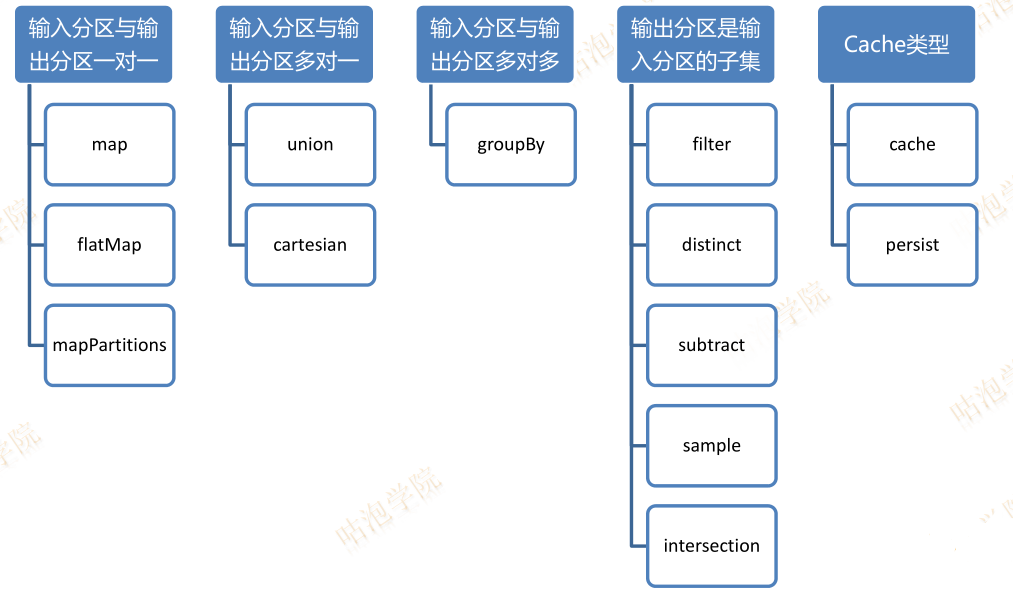 输入分区与输
出分区一对一
map
flatMap
mapPartitions
输入分区与输
出分区多对一
union
cartesian
输入分区与输
出分区多对多
groupBy
输出分区是输
入分区的子集
filter
distinct
subtract
sample
intersection
Cache类型
cache
persist
咕泡学院